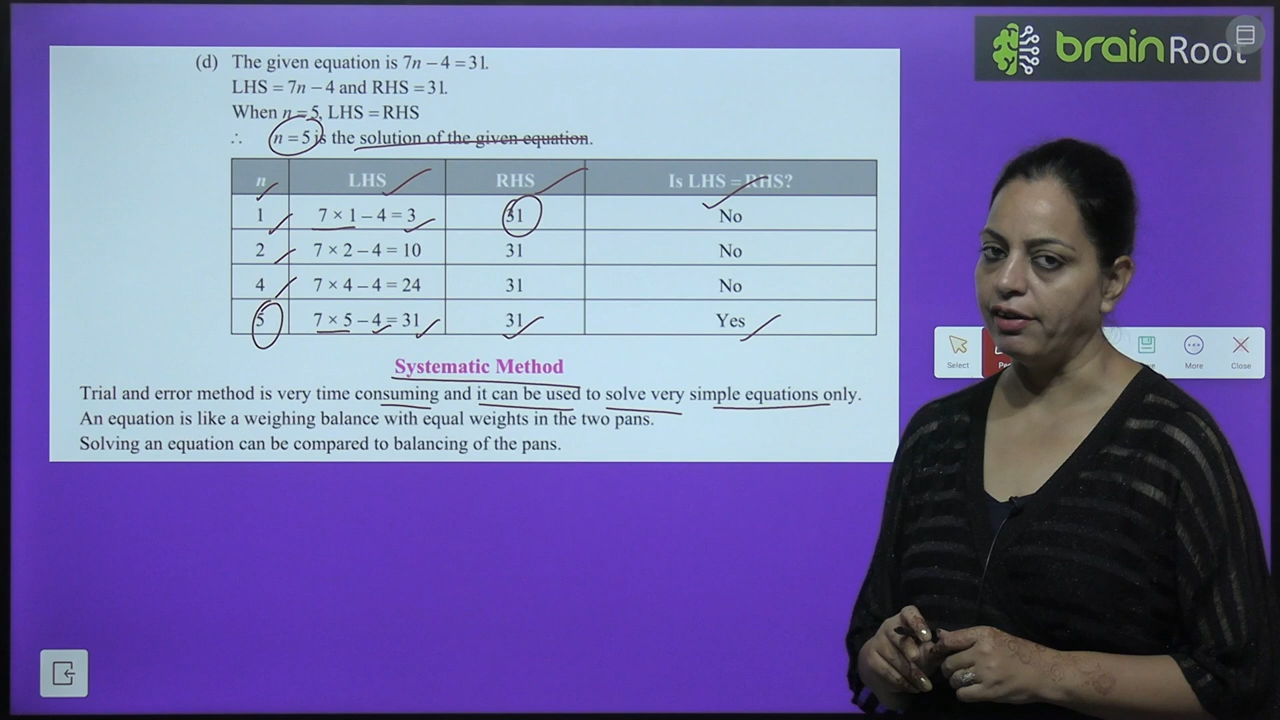 brainRoot
(d) The given equation is 7n – 4 = 31.
LHS = 7n – 4 and RHS = 31.
When n = 5, LHS = RHS
∴ n = 5 is the solution of the given equation.
n LHS RHS Is LHS = RHS?
1 7 × 1 – 4 = 3 31 No
2 7 × 2 – 4 = 10 31 No
4 7 × 4 – 4 = 24 31 No
5 7 × 5 – 4 = 31 31 Yes
Systematic Method
Trial and error method is very time consuming and it can be used to solve very simple equations only.
An equation is like a weighing balance with equal weights in the two pans.
Solving an equation can be compared to balancing of the pans.
Select More Close